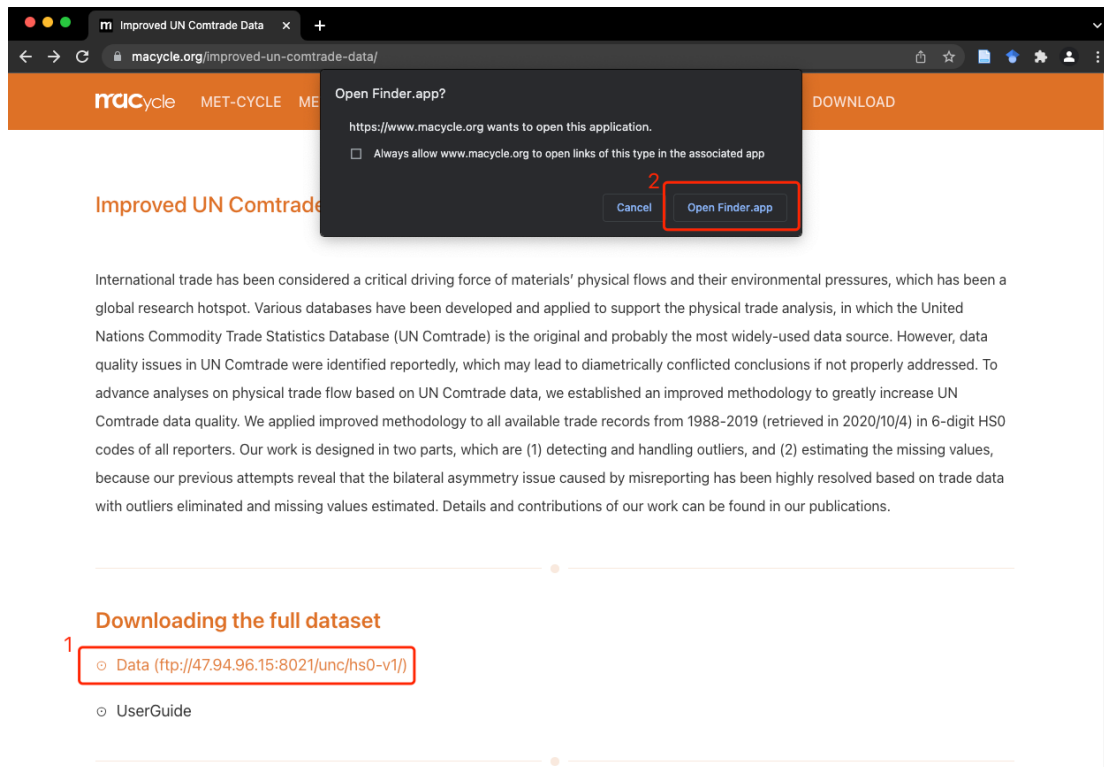 Improved UN Comtrade Data
macycle.org/improved-un-comtrade-data/
macycle MET-CYCLE ME DOWNLOAD
Open Finder.app?
https://www.macycle.org wants to open this application.
Always allow www.macycle.org to open links of this type in the associated app
2
Cancel Open Finder.app
Improved UN Comtrade
International trade has been considered a critical driving force of materials' physical flows and their environmental pressures, which has been a
global research hotspot. Various databases have been developed and applied to support the physical trade analysis, in which the United
Nations Commodity Trade Statistics Database (UN Comtrade) is the original and probably the most widely-used data source. However, data
quality issues in UN Comtrade were identified reportedly, which may lead to diametrically conflicted conclusions if not properly addressed. To
advance analyses on physical trade flow based on UN Comtrade data, we established an improved methodology to greatly increase UN
Comtrade data quality. We applied improved methodology to all available trade records from 1988-2019 (retrieved in 2020/10/4) in 6-digit HS0
codes of all reporters. Our work is designed in two parts, which are (1) detecting and handling outliers, and (2) estimating the missing values,
because our previous attempts reveal that the bilateral asymmetry issue caused by misreporting has been highly resolved based on trade data
with outliers eliminated and missing values estimated. Details and contributions of our work can be found in our publications.
Downloading the full dataset
1
Data (ftp://47.94.96.15:8021/unc/hs0-v1/)
UserGuide